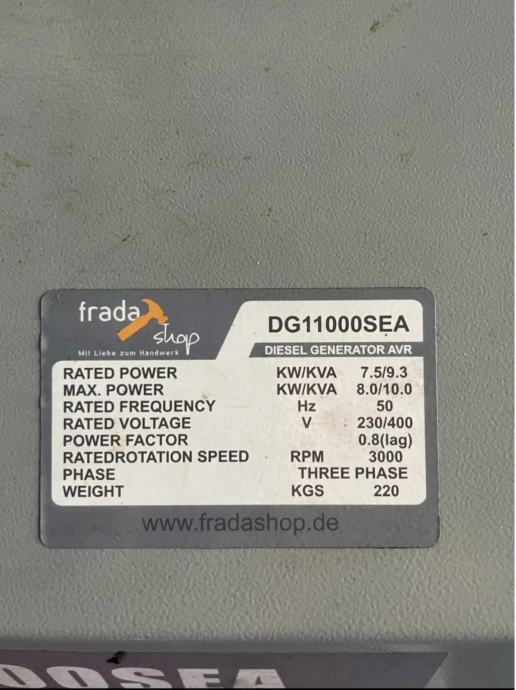 frada
shop
Mit Liebe zum Handwerk
DG11000SEA
DIESEL GENERATOR AVR
RATED POWER KW/KVA 7.5/9.3
MAX. POWER KW/KVA 8.0/10.0
RATED FREQUENCY Hz 50
RATED VOLTAGE V 230/400
POWER FACTOR 0.8(lag)
RATEDROTATION SPEED RPM 3000
PHASE THREE PHASE
WEIGHT KGS 220
www.fradashop.de
00SEA